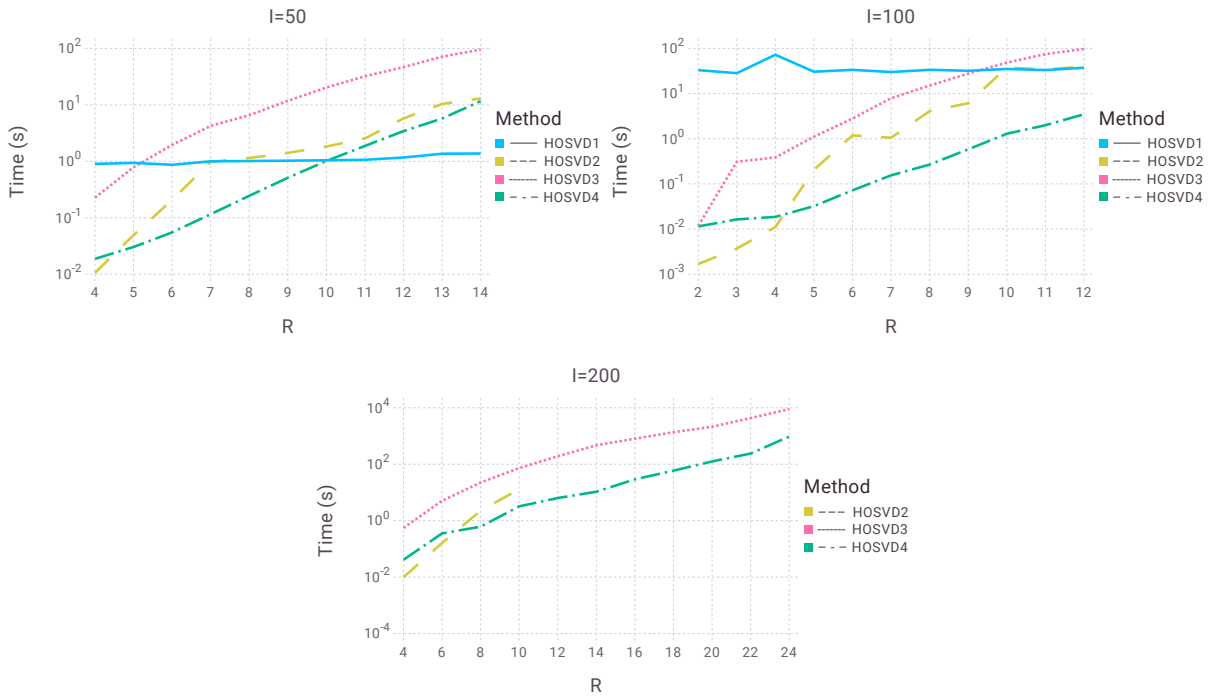 I=50
Time (s)
10^2
10^1
10^0
10^-1
10^-2
4 5 6 7 8 9 10 11 12 13 14
R
Method
HOSVD1
HOSVD2
HOSVD3
HOSVD4
I=100
Time (s)
10^2
10^1
10^0
10^-1
10^-2
10^-3
2 3 4 5 6 7 8 9 10 11 12
R
Method
HOSVD1
HOSVD2
HOSVD3
HOSVD4
I=200
Time (s)
10^4
10^2
10^0
10^-2
10^-4
4 6 8 10 12 14 16 18 20 22 24
R
Method
HOSVD2
HOSVD3
HOSVD4